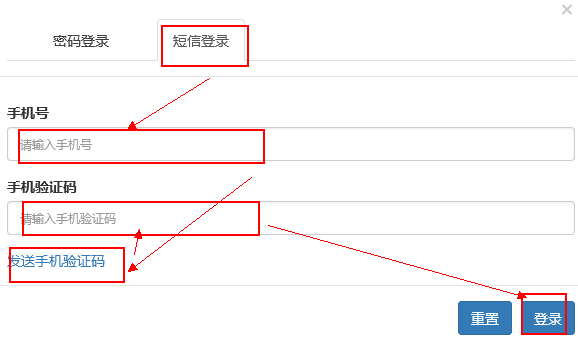 ×
密码登录 短信登录
手机号
请输入手机号
手机验证码
请输入手机验证码
发送手机验证码
重置 登录